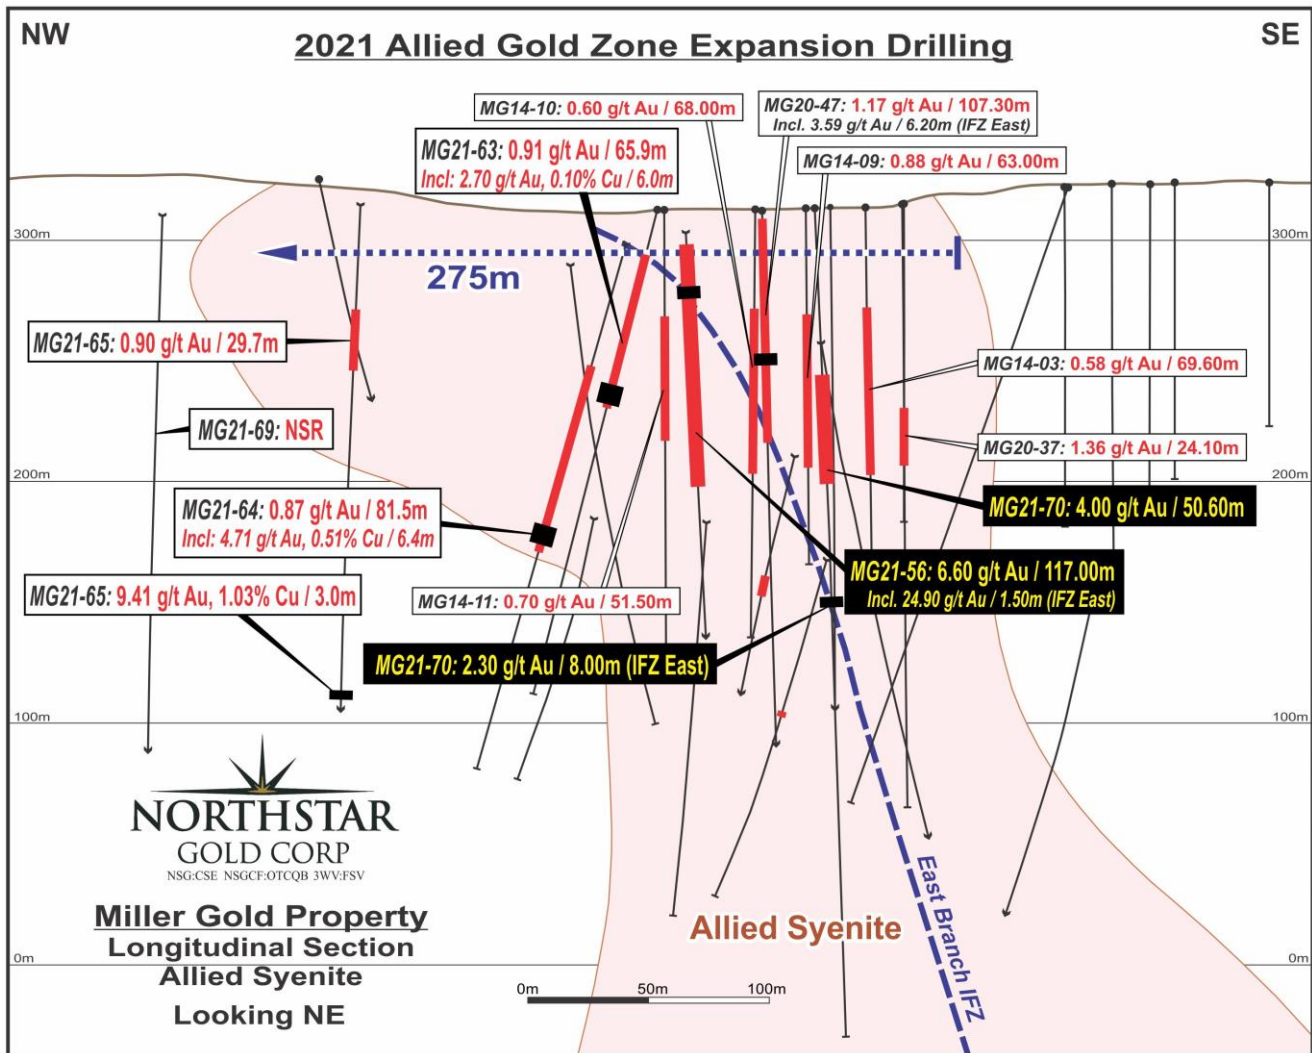 NW
SE
2021 Allied Gold Zone Expansion Drilling
MG14-10: 0.60 g/t Au / 68.00m
MG20-47: 1.17 g/t Au / 107.30m
Incl. 3.59 g/t Au / 6.20m (IFZ East)
MG21-63: 0.91 g/t Au / 65.9m
Incl: 2.70 g/t Au, 0.10% Cu / 6.0m
MG14-09: 0.88 g/t Au / 63.00m
300m
300m
275m
MG21-65: 0.90 g/t Au / 29.7m
MG14-03: 0.58 g/t Au / 69.60m
MG21-69: NSR
MG20-37: 1.36 g/t Au / 24.10m
200m
200m
MG21-64: 0.87 g/t Au / 81.5m
Incl: 4.71 g/t Au, 0.51% Cu / 6.4m
MG21-70: 4.00 g/t Au / 50.60m
MG21-56: 6.60 g/t Au / 117.00m
Incl. 24.90 g/t Au / 1.50m (IFZ East)
MG21-65: 9.41 g/t Au, 1.03% Cu / 3.0m
MG14-11: 0.70 g/t Au / 51.50m
MG21-70: 2.30 g/t Au / 8.00m (IFZ East)
100m
100m
NORTHSTAR
GOLD CORP
NSG:CSE NSGCF:OTCQB 3WV:FSV
East Branch IFZ
Miller Gold Property
Longitudinal Section
Allied Syenite
Looking NE
Allied Syenite
0m
0m
0m 50m 100m